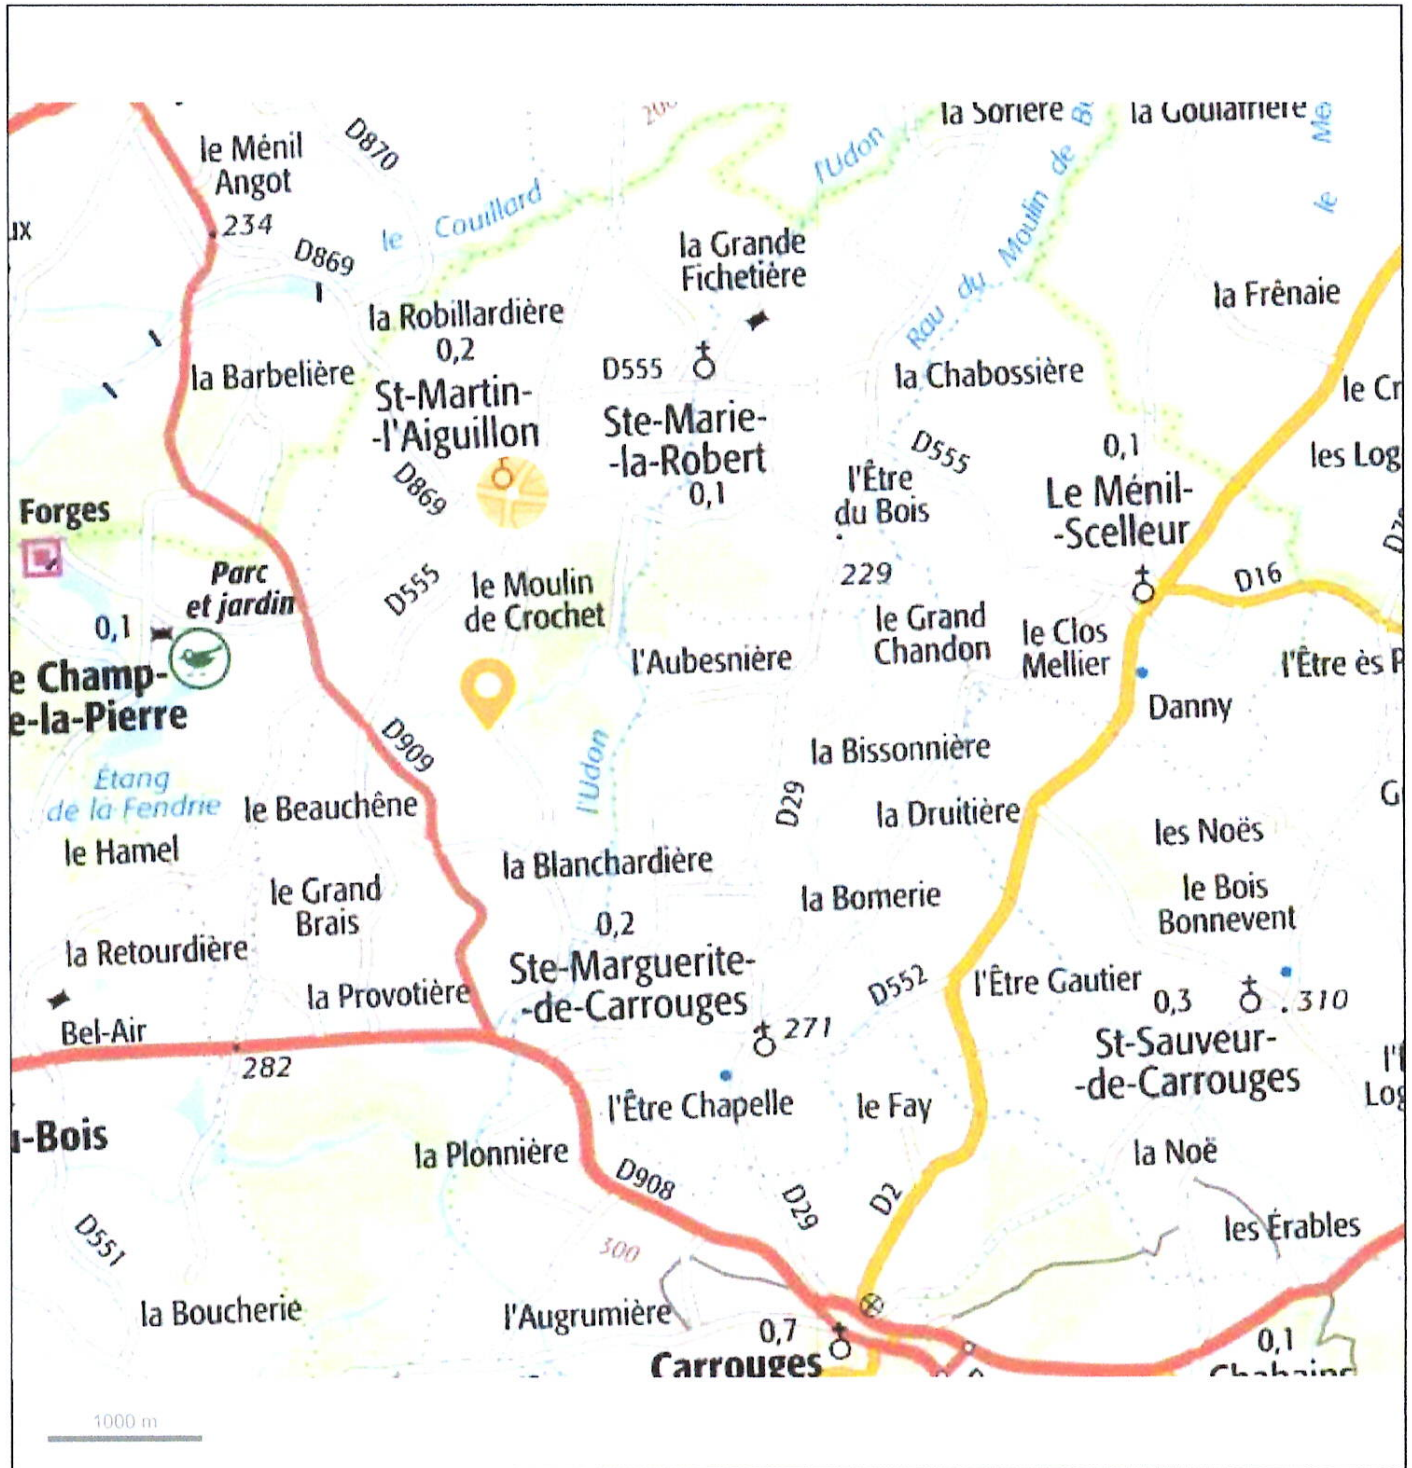 la Sorière
la Goulafrière
le Ménil
Angot
D870
l'Udon
Rau du Moulin de
le
234
le Couillard
D869
la Grande
Fichetière
la Frênaie
la Robillardière
0,2
St-Martin-
-l'Aiguillon
la Barbelière
D555
Ste-Marie-
-la-Robert
0,1
la Chabossière
le Cr
les Log
D555
0,1
Le Ménil-
-Scelleur
D869
l'Être
du Bois
229
Forges
Parc
et jardin
D555
le Moulin
de Crochet
D16
0,1
e Champ-
e-la-Pierre
le Grand
Chandon
le Clos
Mellier
l'Aubesnière
l'Être ès P
Danny
D909
l'Udon
la Bissonnière
Étang
de la Fendrie
le Beauchêne
D29
la Druitière
le Hamel
les Noës
la Blanchardière
le Grand
Brais
la Bomerie
le Bois
Bonnevent
0,2
Ste-Marguerite-
-de-Carrouges
la Retourdière
la Provotière
D552
l'Être Gautier
0,3
310
Bel-Air
271
St-Sauveur-
-de-Carrouges
282
l'Être Chapelle
le Fay
Log
-Bois
la Plonnière
la Noë
D908
D29
D2
D551
300
les Érables
la Boucherie
l'Augrumière
0,7
Carrouges
0,1
1000 m